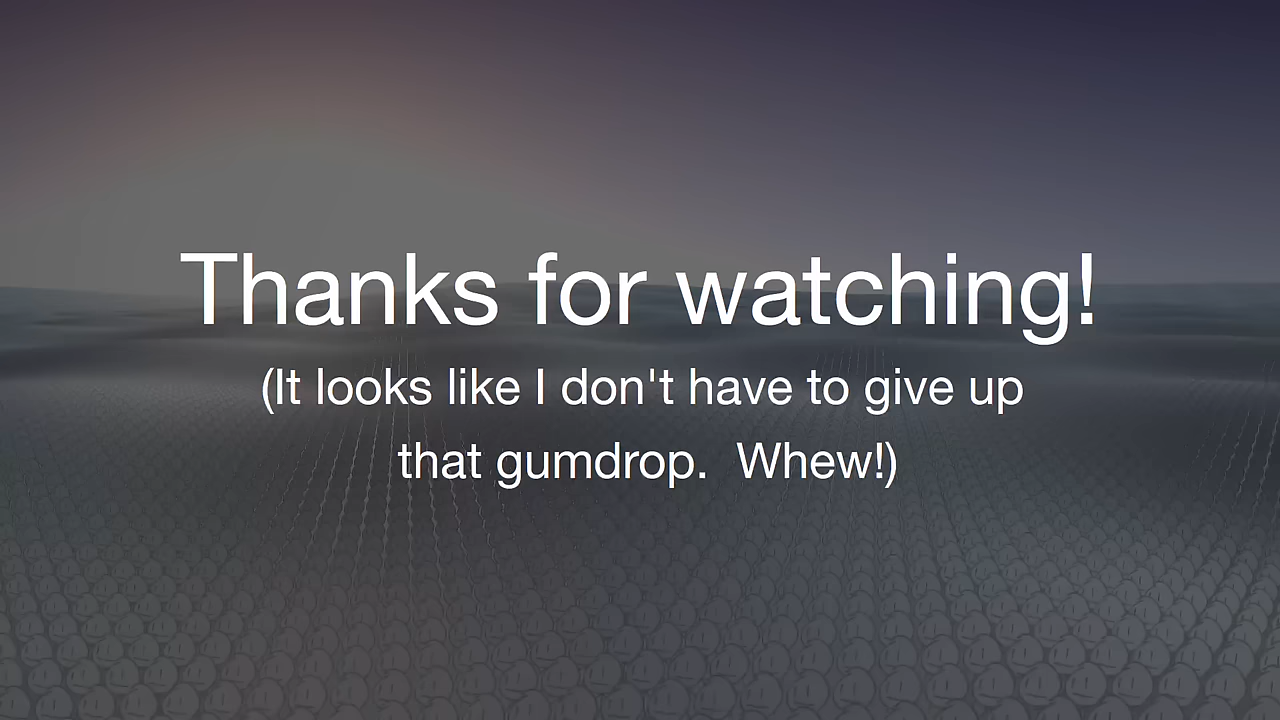 Thanks for watching!
(It looks like I don't have to give up
that gumdrop.  Whew!)